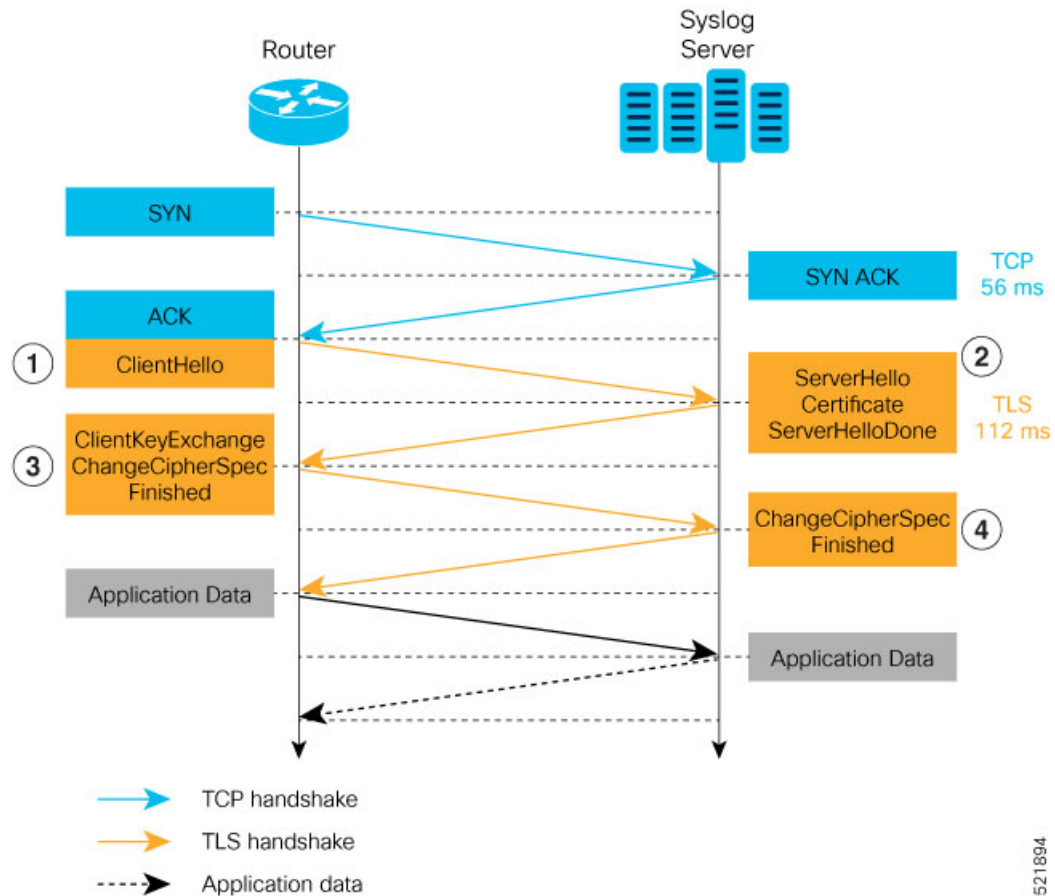 Router
Syslog
Server
SYN
SYN ACK
TCP
56 ms
ACK
1
ClientHello
2
ServerHello
Certificate
ServerHelloDone
TLS
112 ms
3
ClientKeyExchange
ChangeCipherSpec
Finished
ChangeCipherSpec
Finished
4
Application Data
Application Data
TCP handshake
TLS handshake
Application data
521894